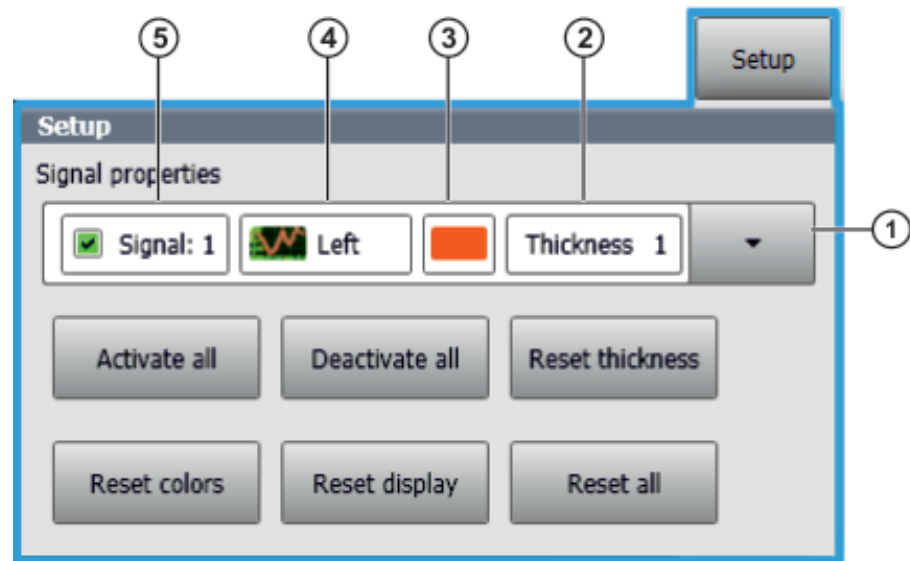 5 4 3 2
Setup
Setup
Signal properties
Signal: 1 Left Thickness 1
1
Activate all Deactivate all Reset thickness
Reset colors Reset display Reset all